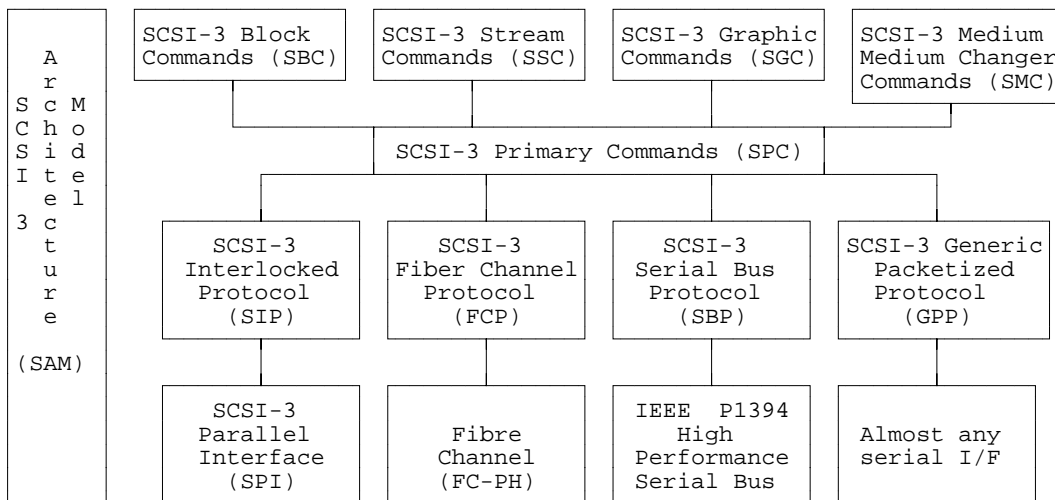 SCSI 3
Architecture
Model
(SAM)
SCSI-3 Block
Commands (SBC)
SCSI-3 Stream
Commands (SSC)
SCSI-3 Graphic
Commands (SGC)
SCSI-3 Medium
Medium Changer
Commands (SMC)
SCSI-3 Primary Commands (SPC)
SCSI-3
Interlocked
Protocol
(SIP)
SCSI-3
Fiber Channel
Protocol
(FCP)
SCSI-3
Serial Bus
Protocol
(SBP)
SCSI-3 Generic
Packetized
Protocol
(GPP)
SCSI-3
Parallel
Interface
(SPI)
Fibre
Channel
(FC-PH)
IEEE P1394
High
Performance
Serial Bus
Almost any
serial I/F